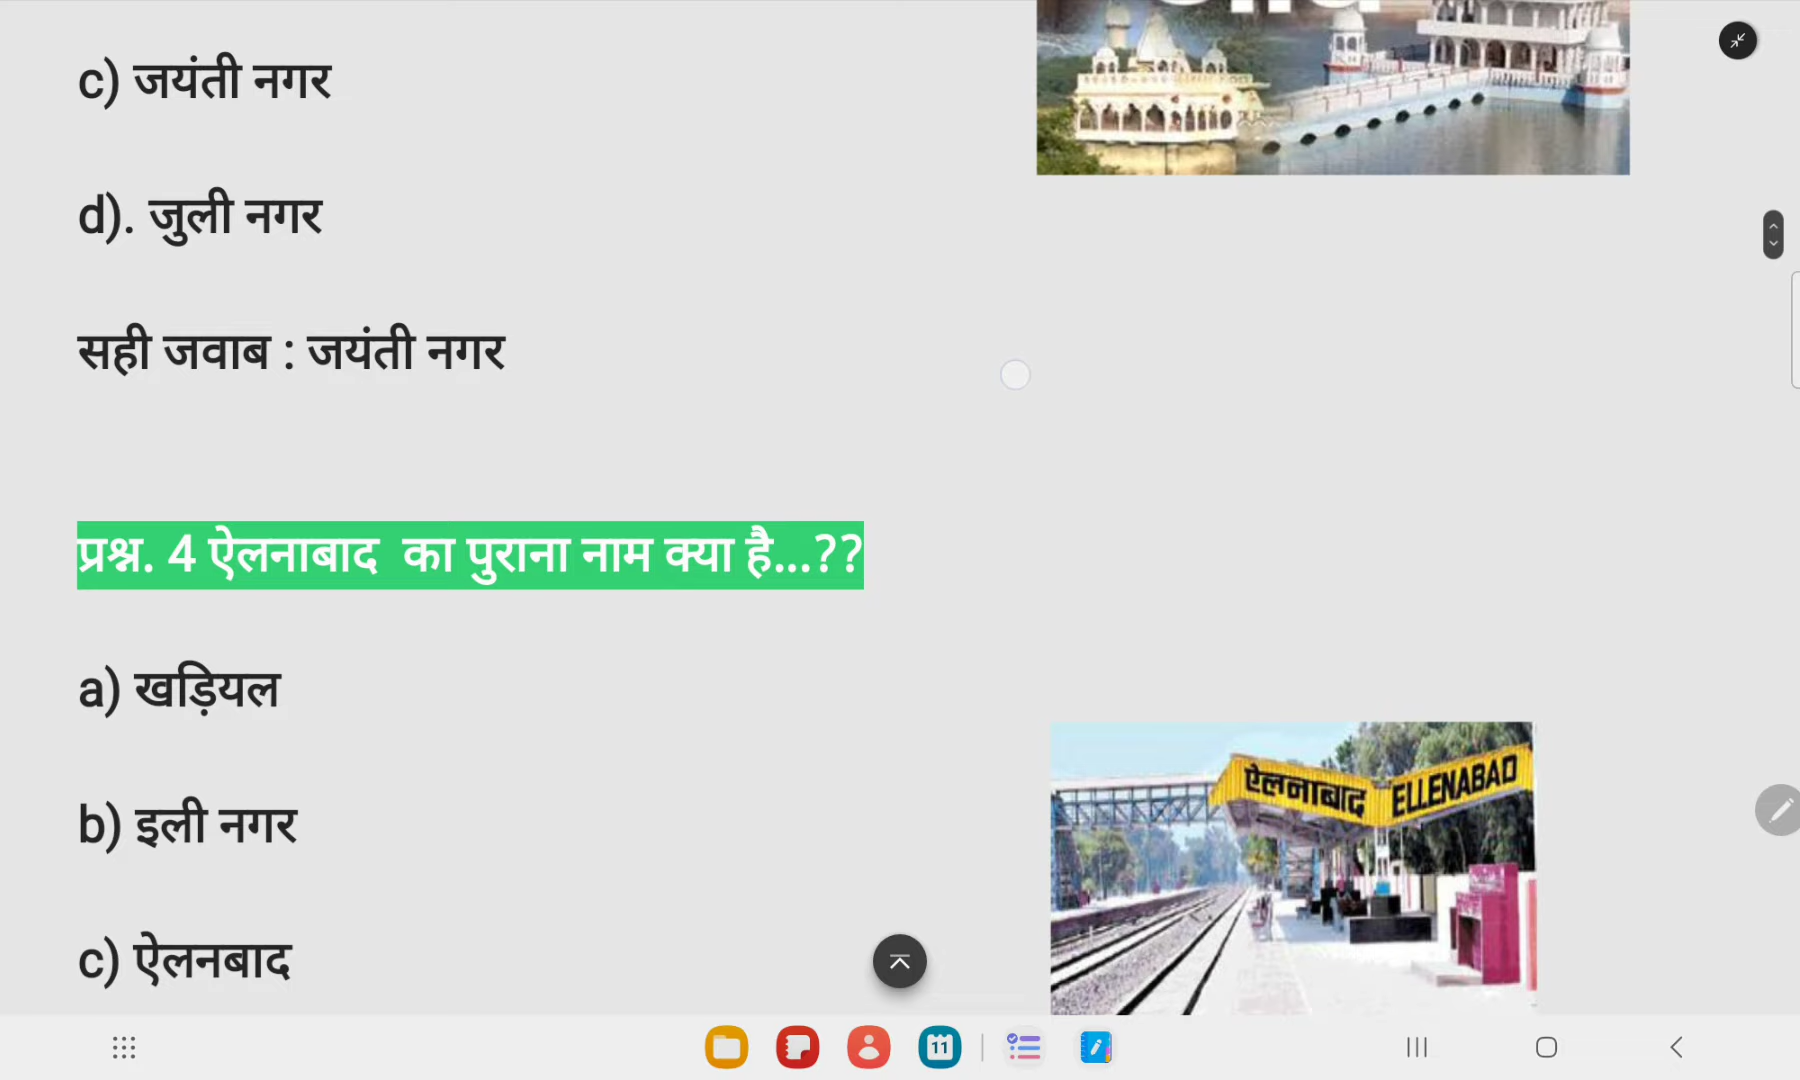 c) जयंती नगर
d). जुली नगर
सही जवाब : जयंती नगर
प्रश्न. 4 ऐलनाबाद का पुराना नाम क्या है...??
a) खड़ियल
b) इली नगर
c) ऐलनबाद
ऐलनाबाद ELLENABAD
11